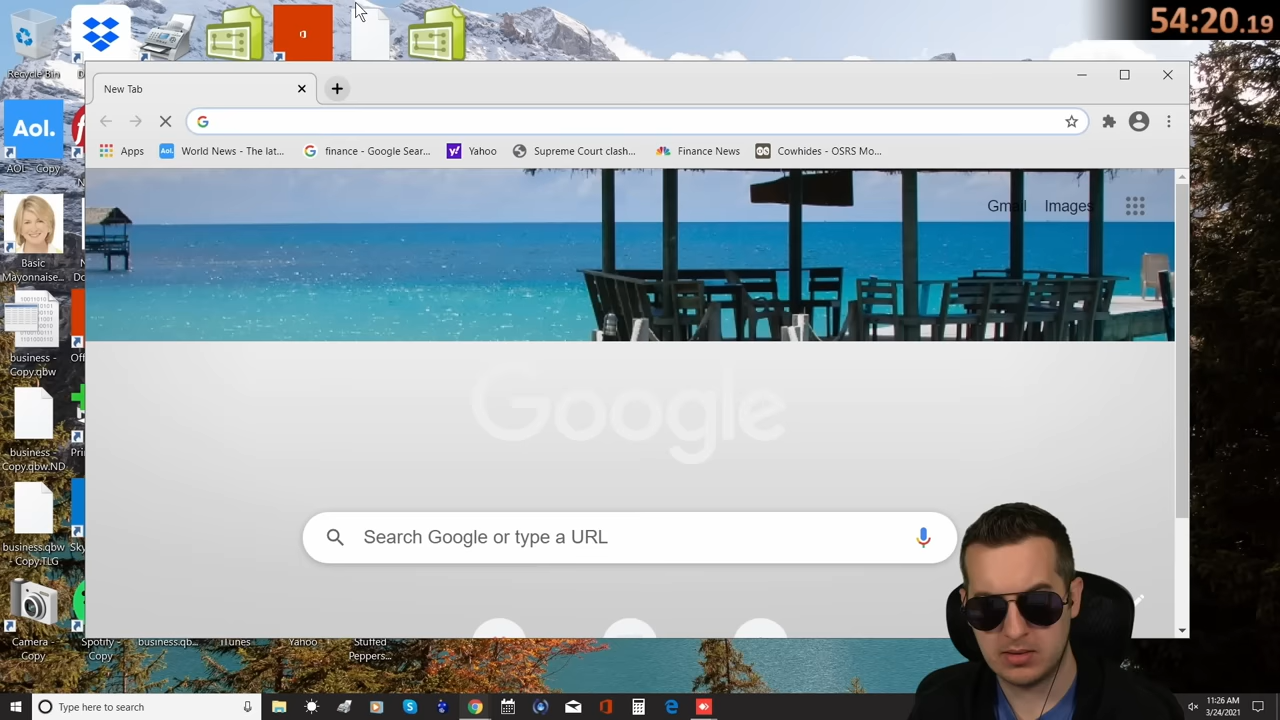 54:20.19
Recycle Bin
New Tab
Apps
World News - The lat...
finance - Google Sear...
Yahoo
Supreme Court clash...
Finance News
Cowhides - OSRS Mo...
Aol.
AOL - Copy
Gmail
Images
Basic
Mayonnaise...
Google
business -
Copy.qbw
business -
Copy.qbw.ND
Search Google or type a URL
business.qbw
- Copy.TLG
Camera -
Copy
Spotify -
Copy
business.qb...
iTunes
Yahoo
Stuffed
Peppers...
Type here to search
11:26 AM
3/24/2021